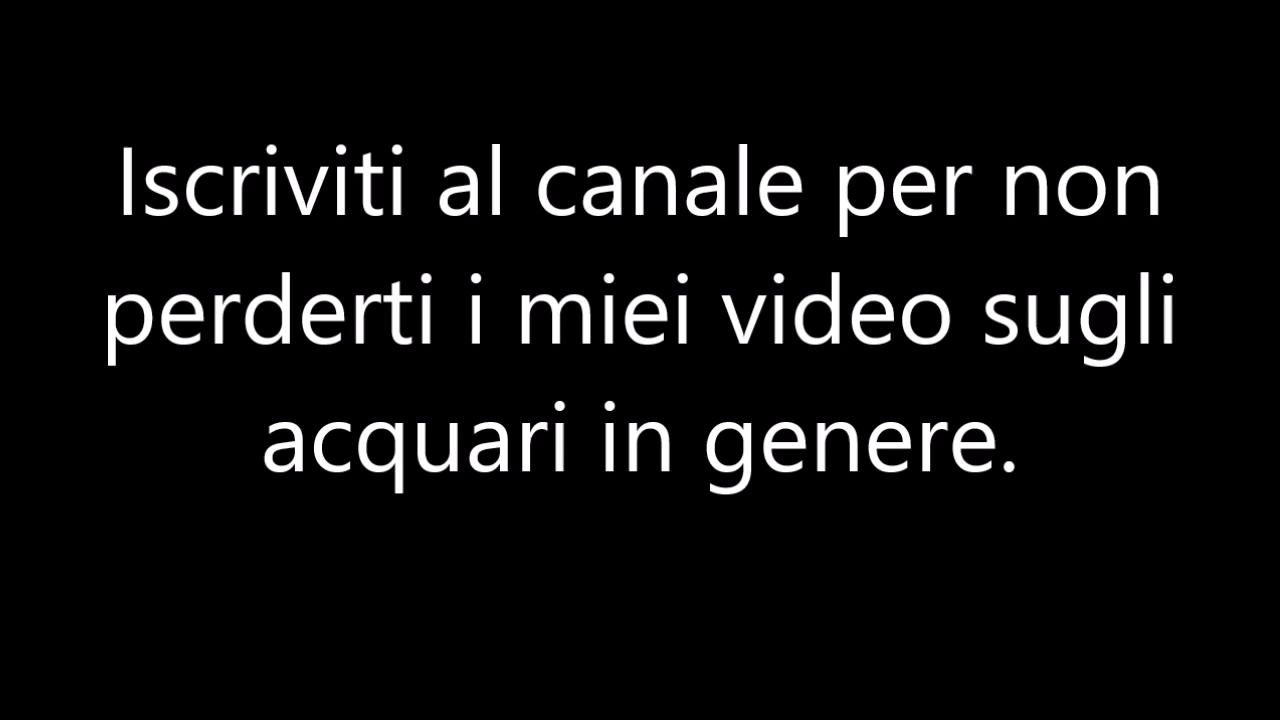 Iscriviti al canale per non
perderti i miei video sugli
acquari in genere.